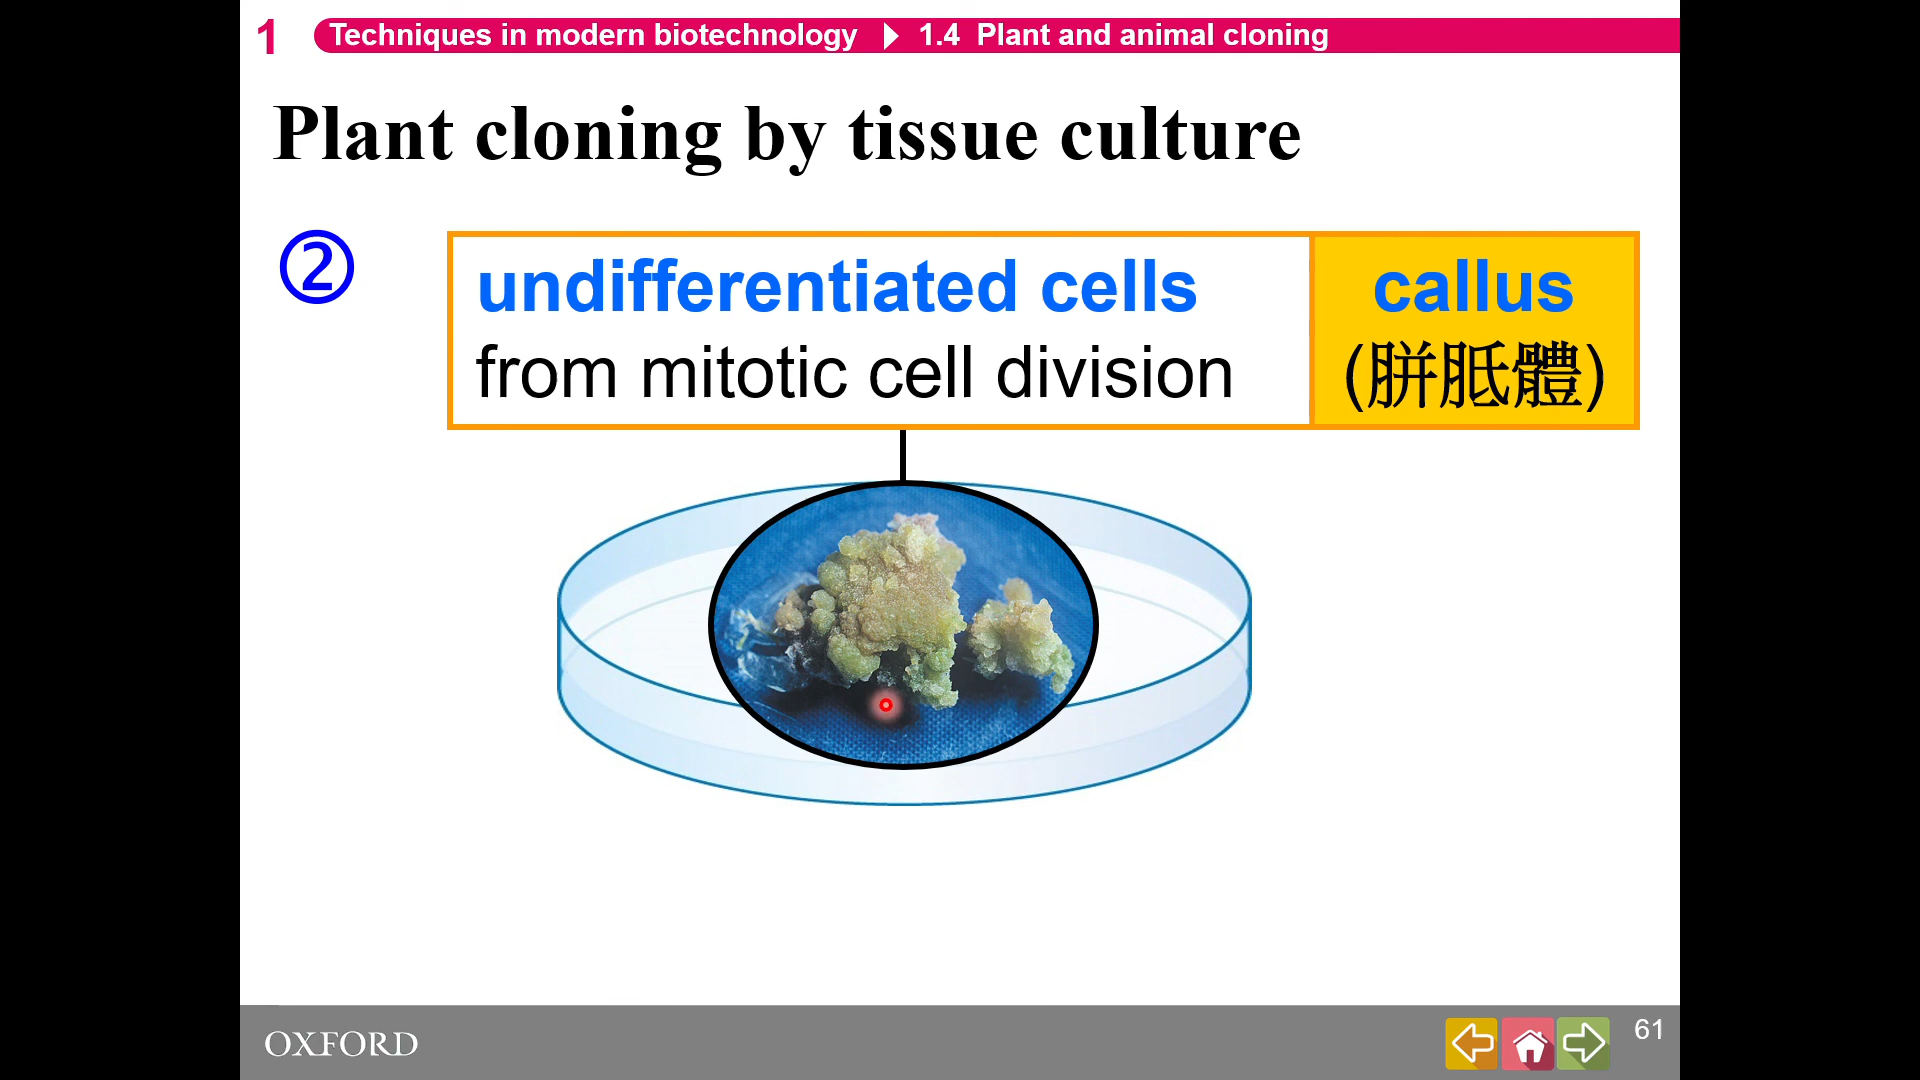 1
Techniques in modern biotechnology ▶ 1.4 Plant and animal cloning
Plant cloning by tissue culture
②
undifferentiated cells
from mitotic cell division
callus
(胼胝體)
OXFORD
61